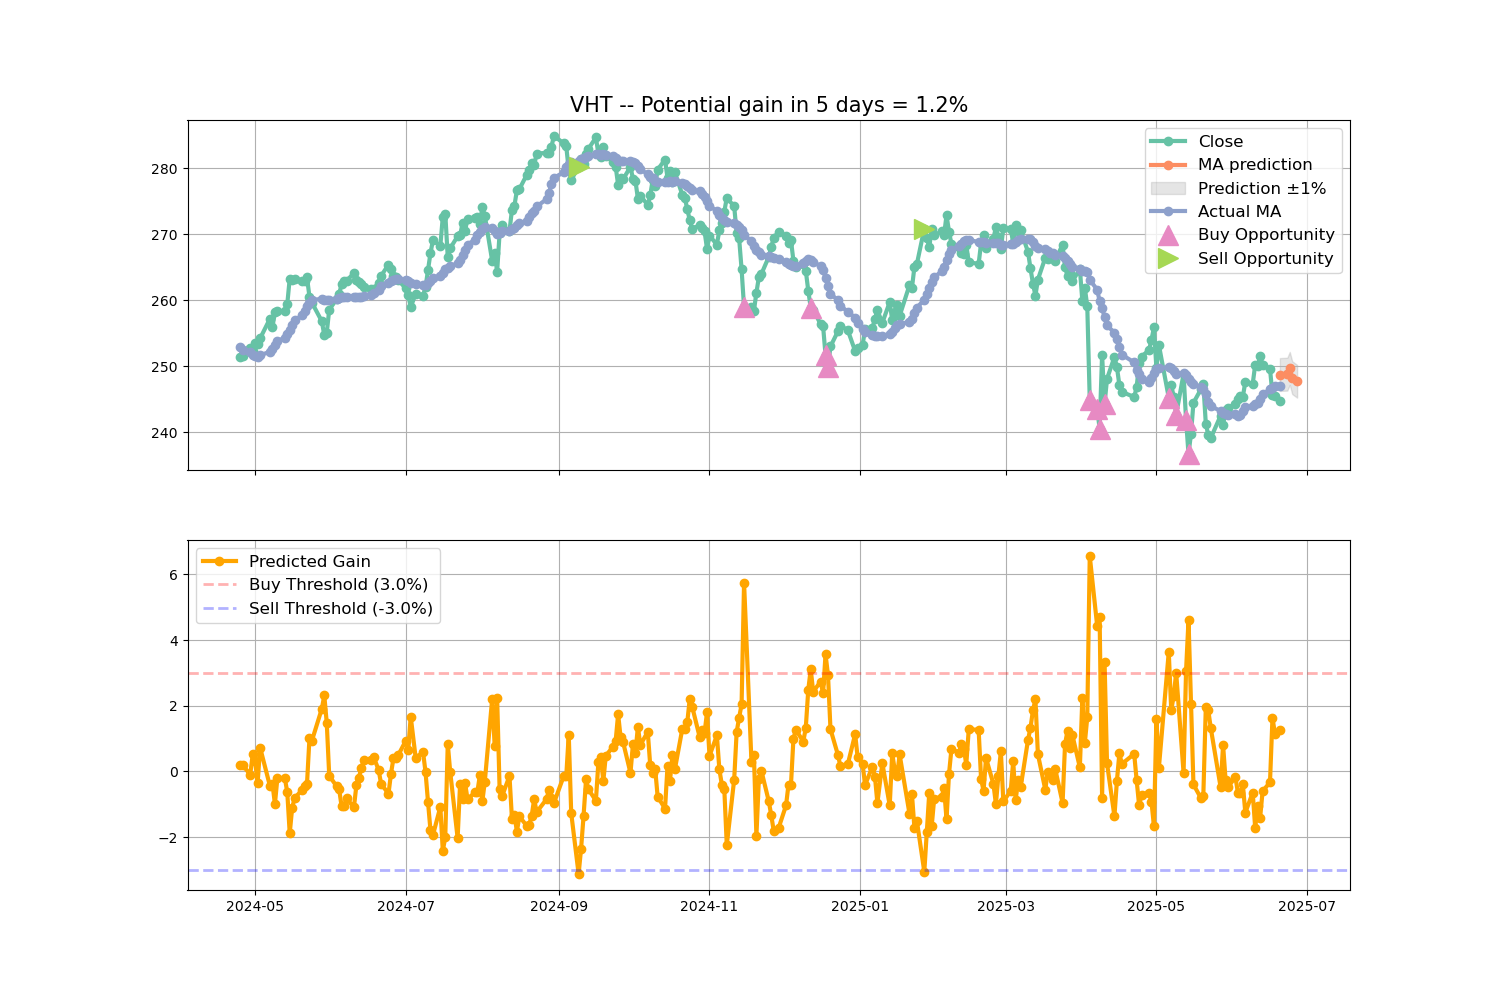 VHT -- Potential gain in 5 days = 1.2%
280
270
260
250
240
Close
MA prediction
Prediction ±1%
Actual MA
Buy Opportunity
Sell Opportunity
6
4
2
0
−2
Predicted Gain
Buy Threshold (3.0%)
Sell Threshold (-3.0%)
2024-05
2024-07
2024-09
2024-11
2025-01
2025-03
2025-05
2025-07